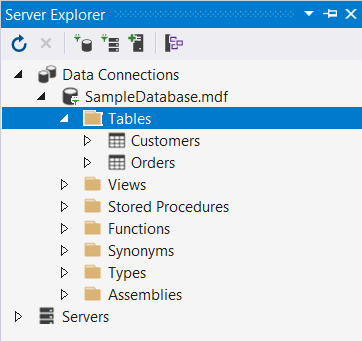 Server Explorer
Data Connections
SampleDatabase.mdf
Tables
Customers
Orders
Views
Stored Procedures
Functions
Synonyms
Types
Assemblies
Servers